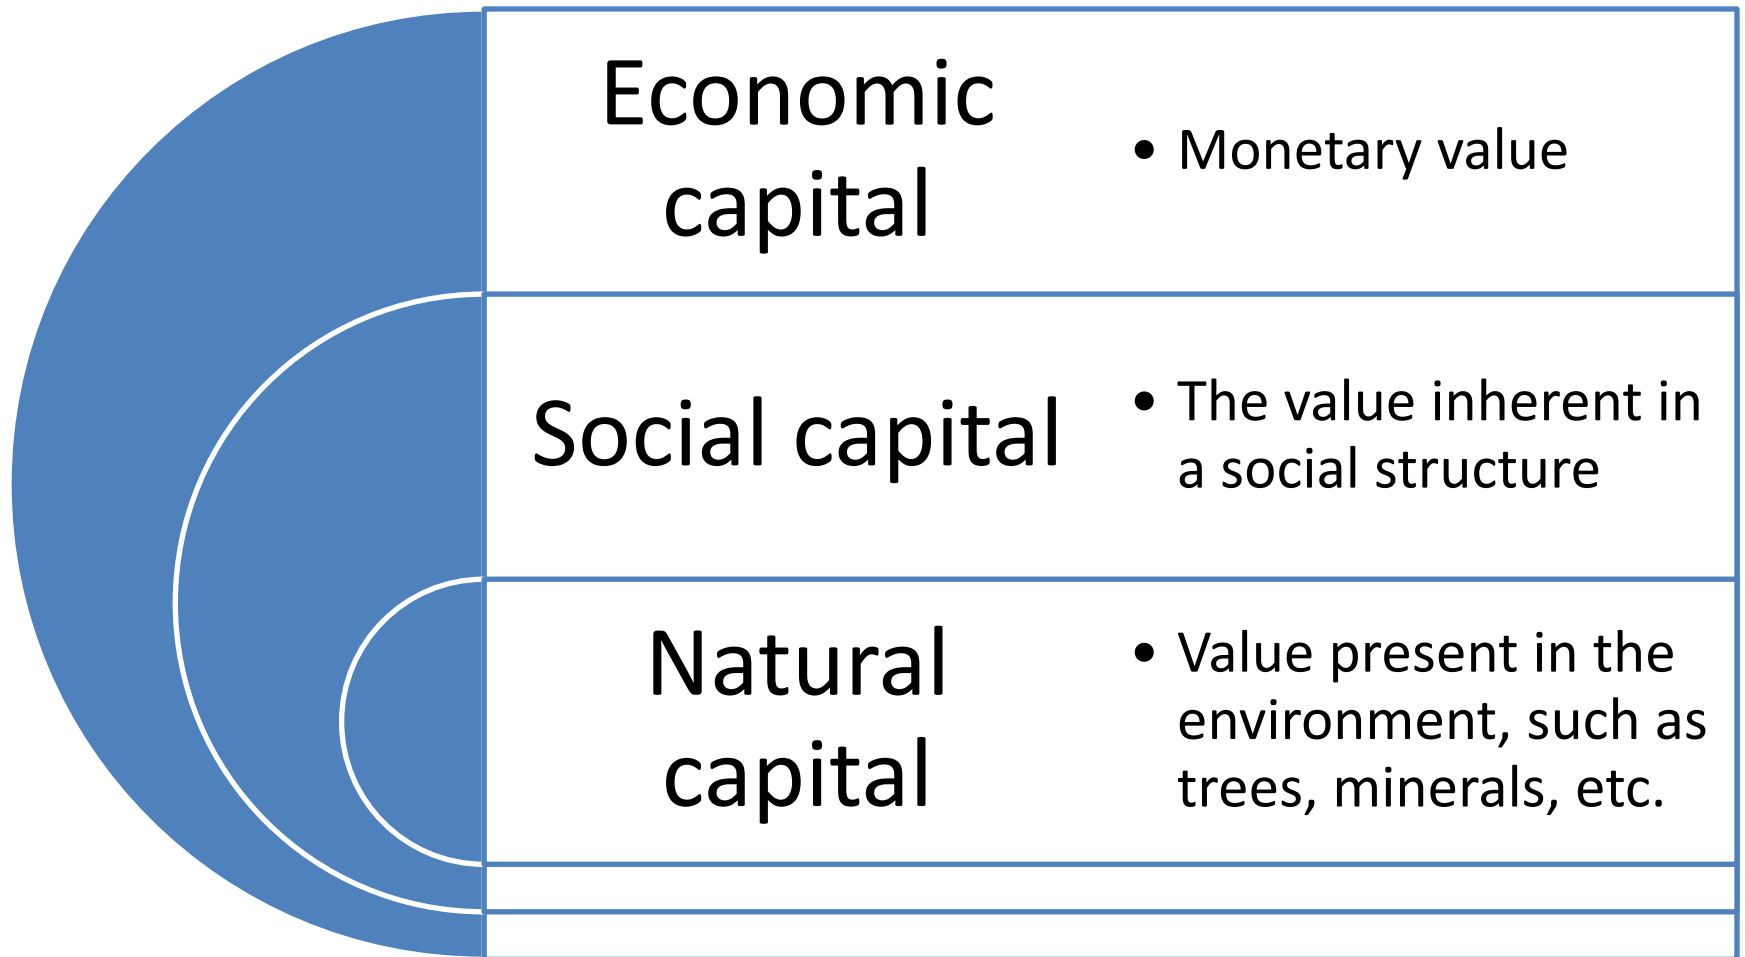 Economic
capital
• Monetary value
Social capital
• The value inherent in
a social structure
Natural
capital
• Value present in the
environment, such as
trees, minerals, etc.